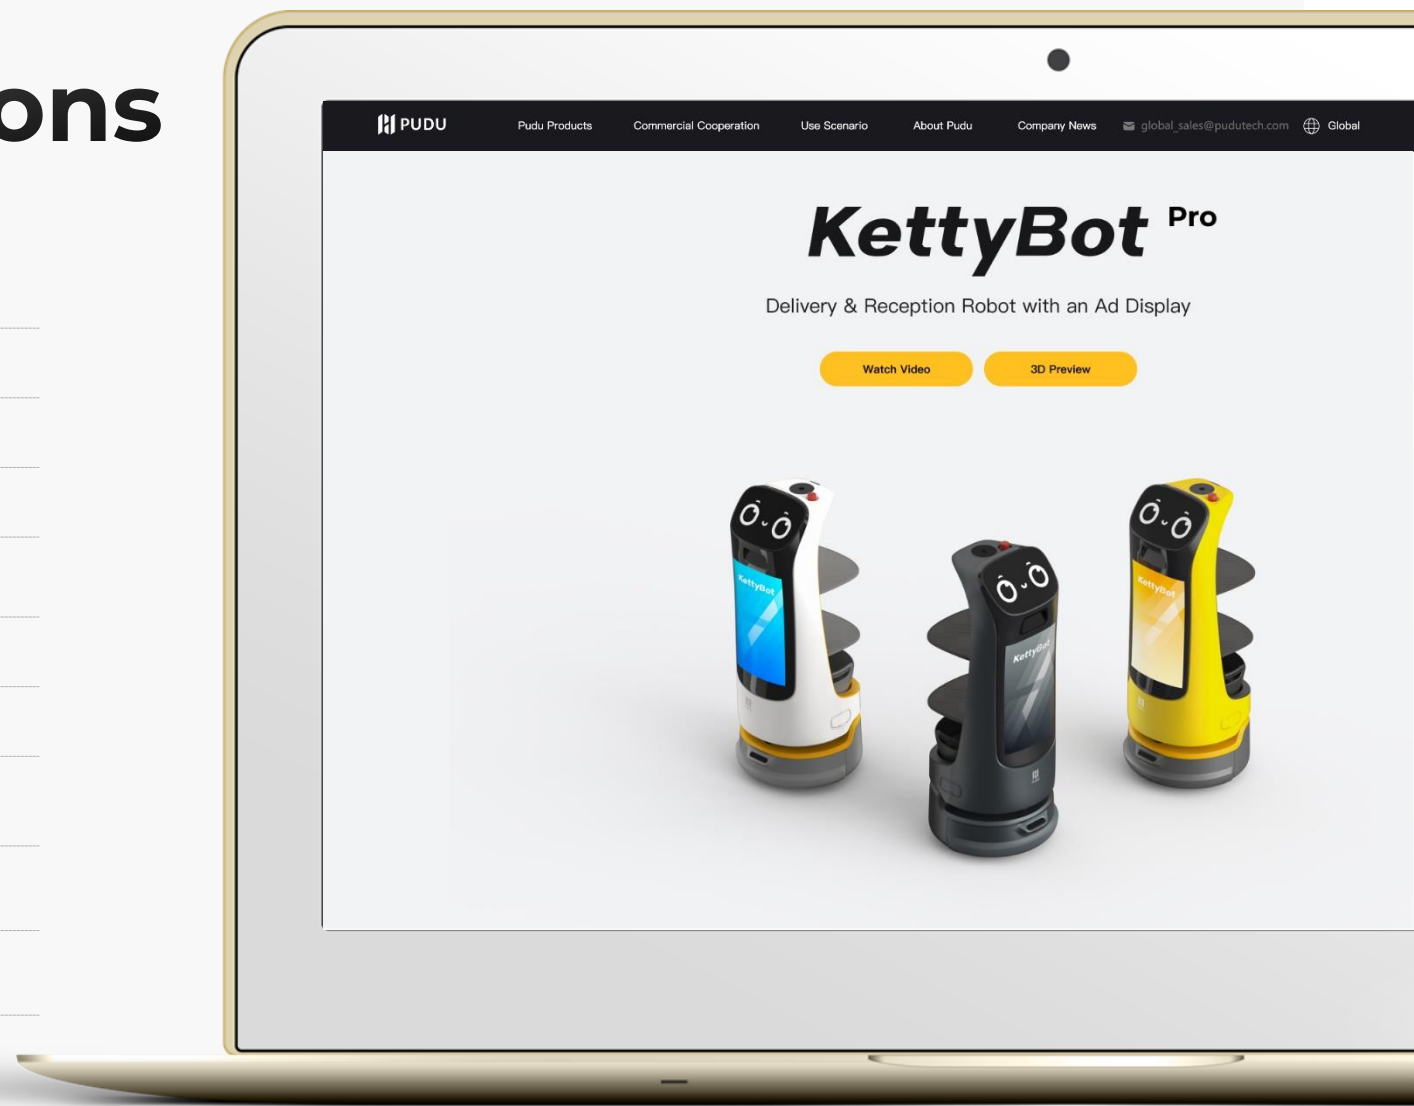 ons
PUDU Pudu Products Commercial Cooperation Use Scenario About Pudu Company News global_sales@pudutech.com Global
KettyBot Pro
Delivery & Reception Robot with an Ad Display
Watch Video 3D Preview
KettyBot KettyBot
KettyBot